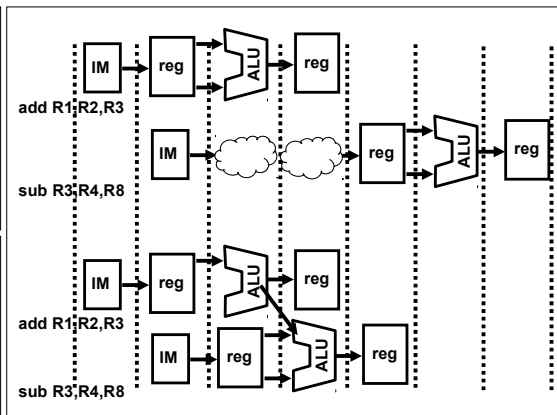 IM
reg
ALU
reg
add R1,R2,R3
IM
reg
ALU
reg
sub R3,R4,R8
IM
reg
ALU
reg
add R1,R2,R3
IM
reg
ALU
reg
sub R3,R4,R8